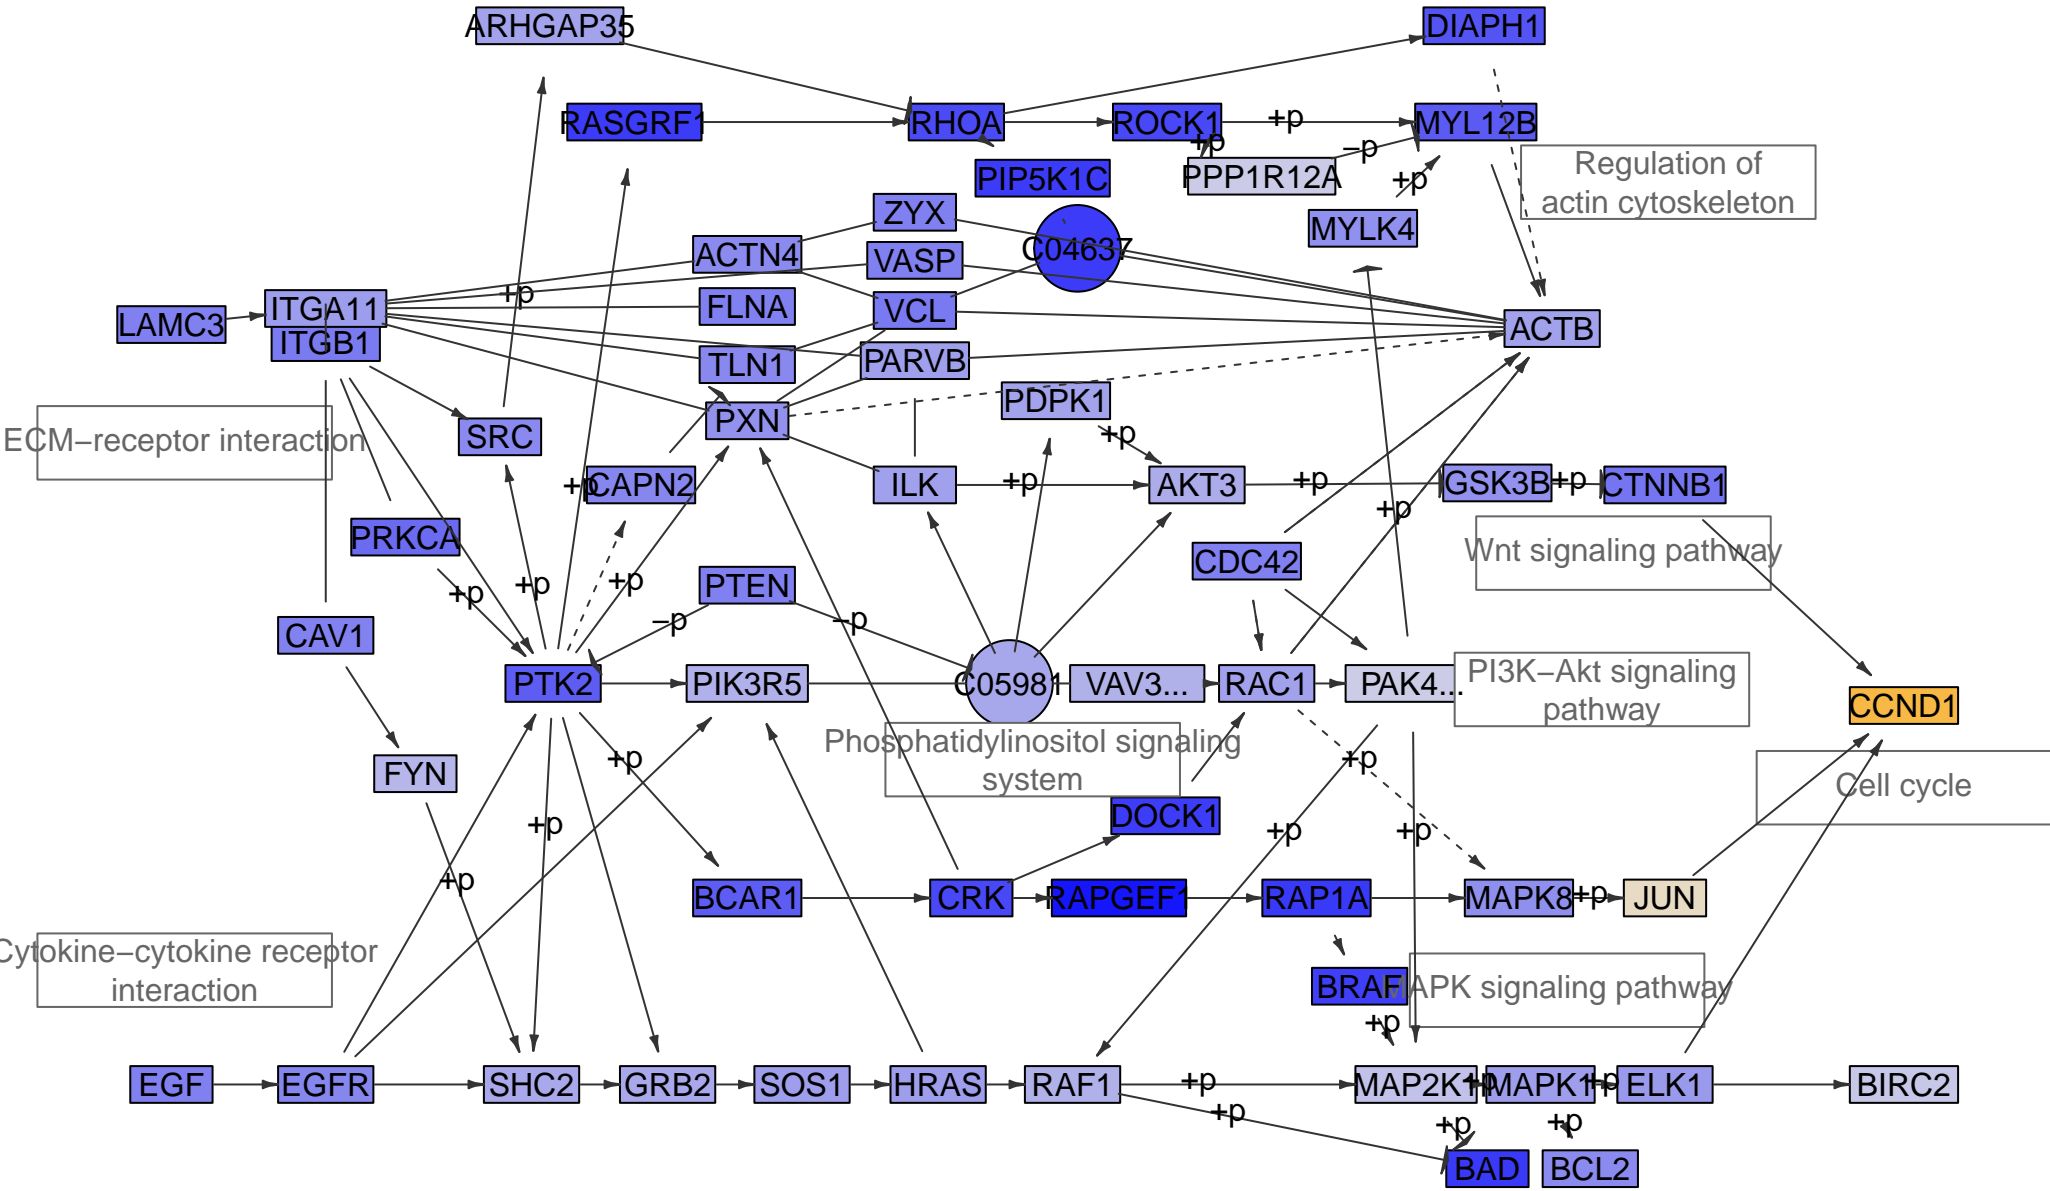 ARHGAP35
DIAPH1
RASGRF1
RHOA
ROCK1
+p
MYL12B
+p
−p
PIP5K1C
PPP1R12A
+p
Regulation of
actin cytoskeleton
ZYX
MYLK4
ACTN4
VASP
C04637
+p
ITGA11
FLNA
VCL
LAMC3
ITGB1
ACTB
TLN1
PARVB
PDPK1
PXN
+p
ECM−receptor interaction
SRC
+p
CAPN2
ILK
+p
AKT3
+p
GSK3B
+p
CTNNB1
+p
PRKCA
Wnt signaling pathway
CDC42
+p
+p
+p
PTEN
−p
−p
CAV1
PTK2
PIK3R5
C05981
VAV3...
RAC1
PAK4...
PI3K−Akt signaling
pathway
CCND1
Phosphatidylinositol signaling
system
+p
+p
FYN
Cell cycle
DOCK1
+p
+p
+p
+p
BCAR1
CRK
RAPGEF1
RAP1A
MAPK8
+p
JUN
Cytokine−cytokine receptor
interaction
BRAF
MAPK signaling pathway
+p
EGF
EGFR
SHC2
GRB2
SOS1
HRAS
RAF1
+p
MAP2K1
+p
MAPK1
+p
ELK1
BIRC2
+p
+p
+p
BAD
BCL2